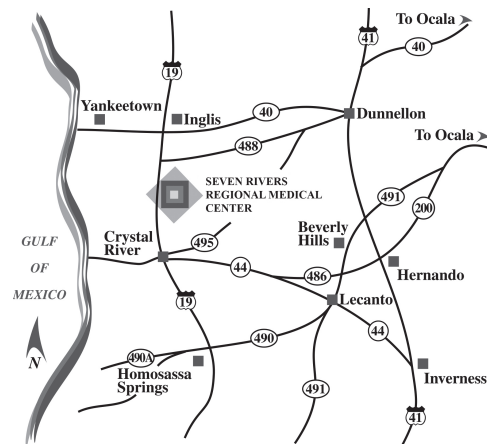 To Ocala
41
40
19
Yankeetown
Inglis
40
Dunnellon
488
To Ocala
SEVEN RIVERS
REGIONAL MEDICAL
CENTER
491
200
Crystal
River
495
Beverly
Hills
GULF
OF
MEXICO
44
486
Hernando
19
Lecanto
N
490A
490
44
Homosassa
Springs
491
Inverness
41